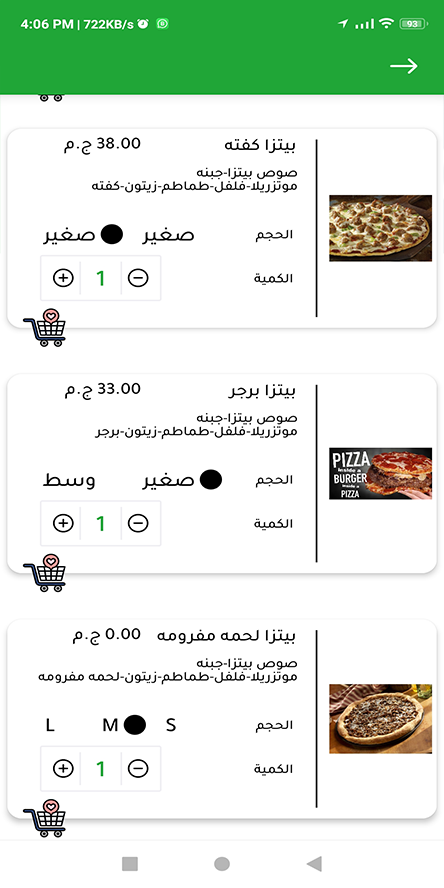 4:06 PM | 722KB/s
93
بيتزا كفته
38.00 ج.م
صوص بيتزا-جبنه
موتزريلا-فلفل-طماطم-زيتون-كفته
الحجم صغير صغير
الكمية 1
بيتزا برجر
33.00 ج.م
صوص بيتزا-جبنه
موتزريلا-فلفل-طماطم-زيتون-برجر
PIZZA
inside a
BURGER
inside a
PIZZA
الحجم صغير وسط
الكمية 1
بيتزا لحمه مفرومه
0.00 ج.م
صوص بيتزا-جبنه
موتزريلا-فلفل-طماطم-زيتون-لحمه مفرومه
الحجم S M L
الكمية 1